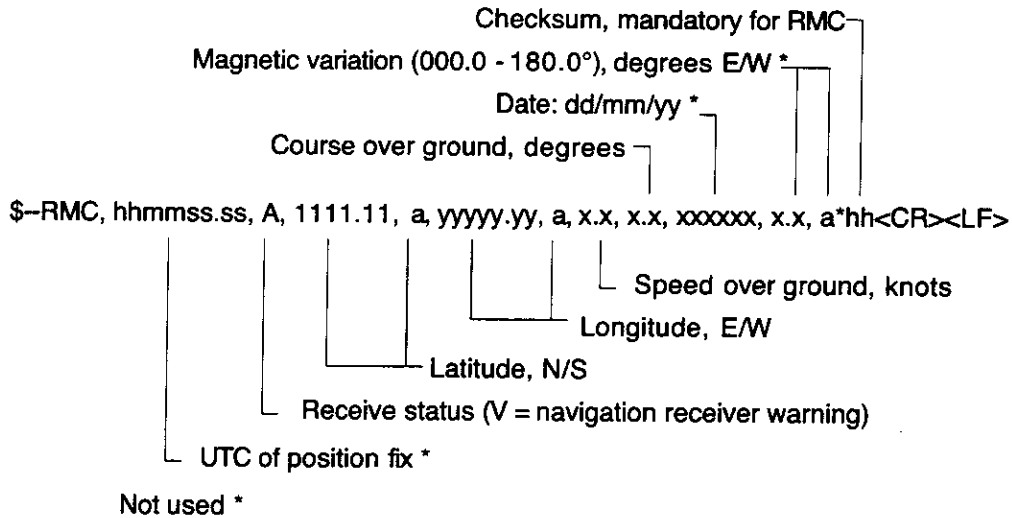 Checksum, mandatory for RMC
Magnetic variation (000.0 - 180.0°), degrees E/W *
Date: dd/mm/yy *
Course over ground, degrees
$--RMC, hhmmss.ss, A, 1111.11, a, yyyyy.yy, a, x.x, x.x, xxxxxx, x.x, a*hh<CR><LF>
Speed over ground, knots
Longitude, E/W
Latitude, N/S
Receive status (V = navigation receiver warning)
UTC of position fix *
Not used *